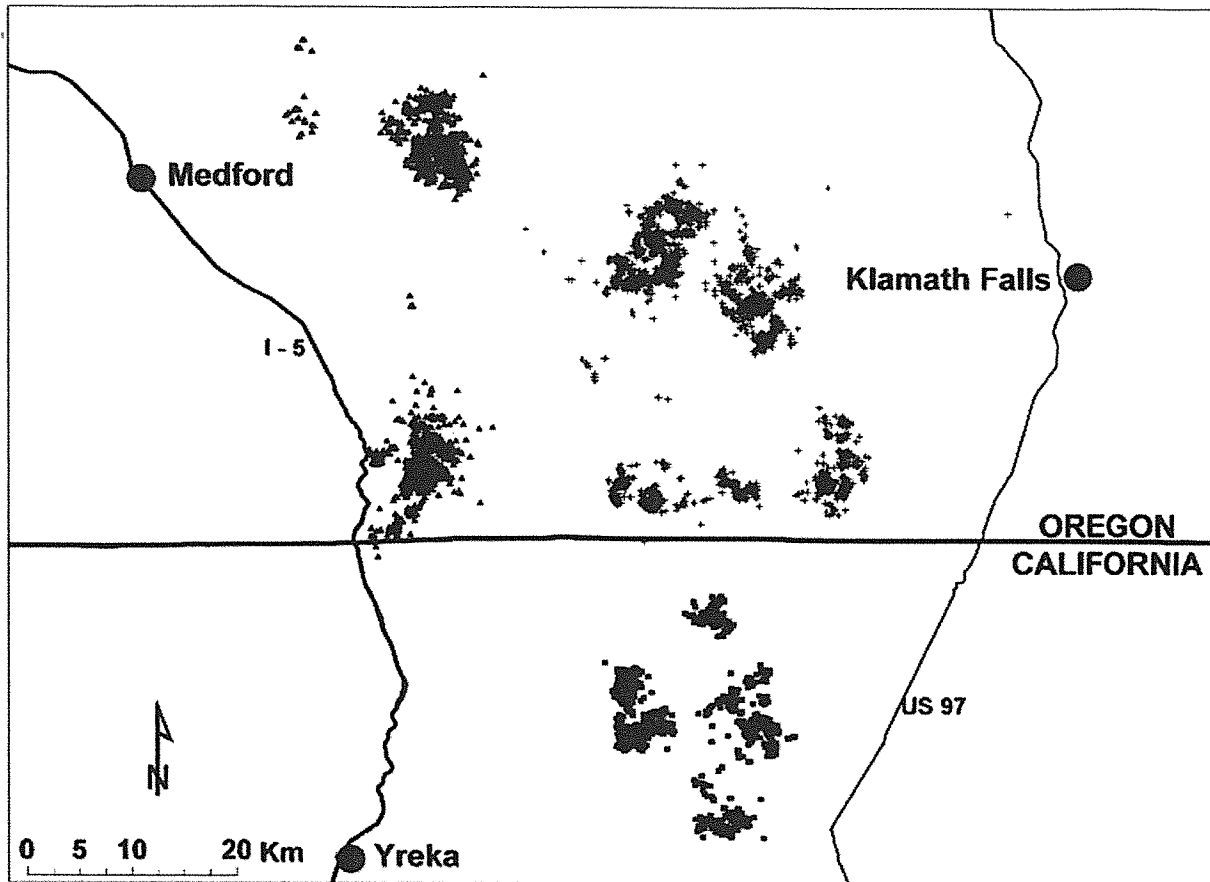 Medford
Klamath Falls
I - 5
OREGON
CALIFORNIA
US 97
N
0 5 10 20 Km
Yreka